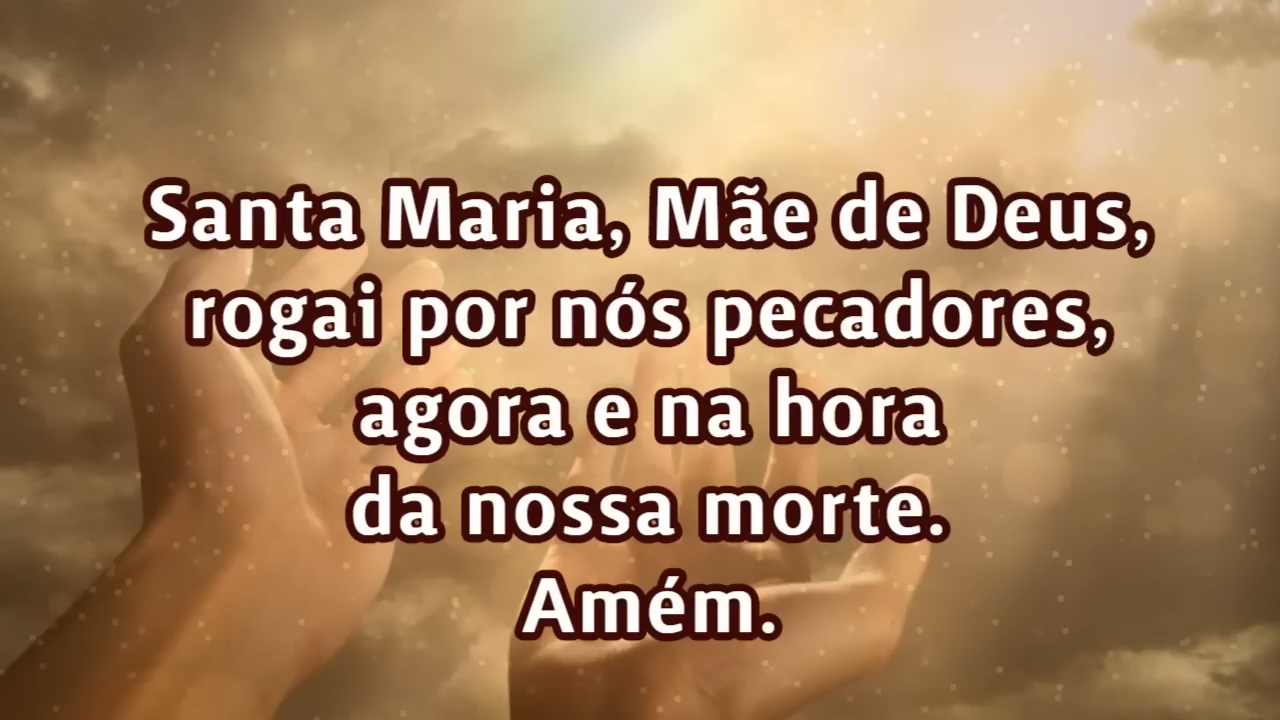 Santa Maria, Mãe de Deus,
rogai por nós pecadores,
agora e na hora
da nossa morte.
Amém.